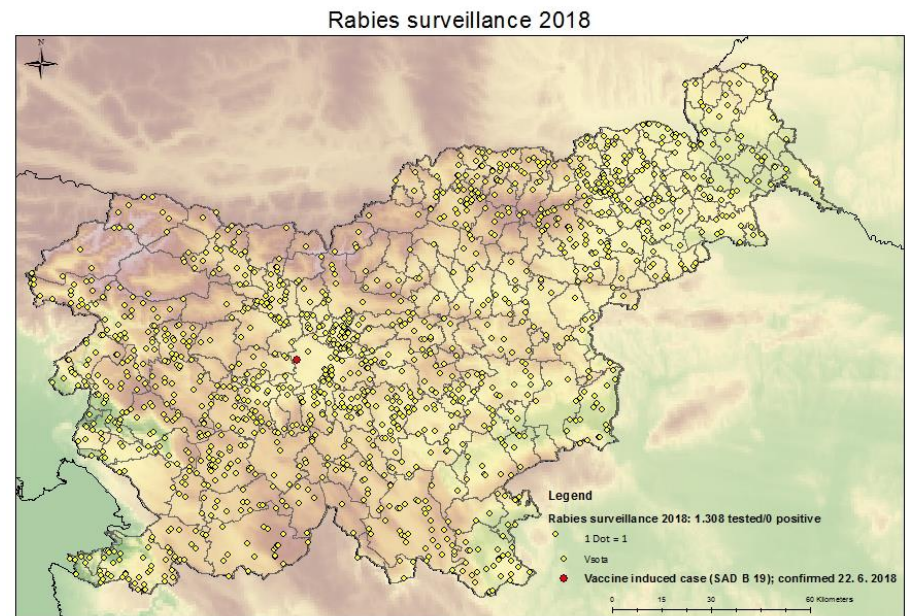 Rabies surveillance 2018
N
Legend
Rabies surveillance 2018: 1.308 tested/0 positive
1 Dot = 1
Vsota
Vaccine induced case (SAD B 19); confirmed 22. 6. 2018
0 15 30 60 Kilometers